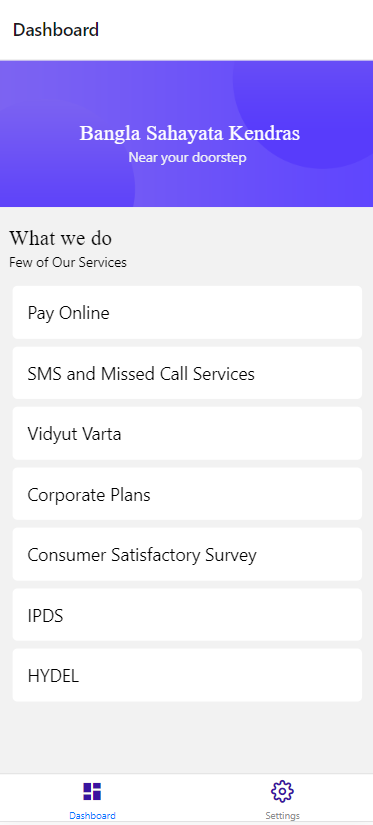 Dashboard
Bangla Sahayata Kendras
Near your doorstep
What we do
Few of Our Services
Pay Online
SMS and Missed Call Services
Vidyut Varta
Corporate Plans
Consumer Satisfactory Survey
IPDS
HYDEL
Dashboard
Settings